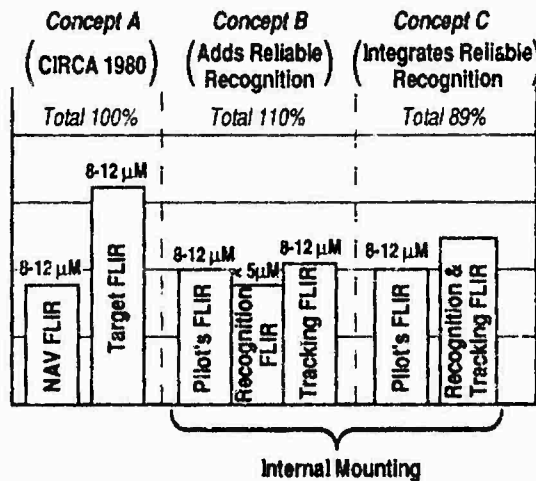 Concept A
(CIRCA 1980)
Total 100%
Concept B
(Adds Reliable
Recognition)
Total 110%
Concept C
(Integrates Reliable
Recognition)
Total 89%
8-12 μM
NAV FLIR
8-12 μM
Target FLIR
8-12 μM
Pilot's FLIR
< 5μM
Recognition
FLIR
8-12 μM
Tracking FLIR
8-12 μM
Pilot's FLIR
Recognition &
Tracking FLIR
Internal Mounting